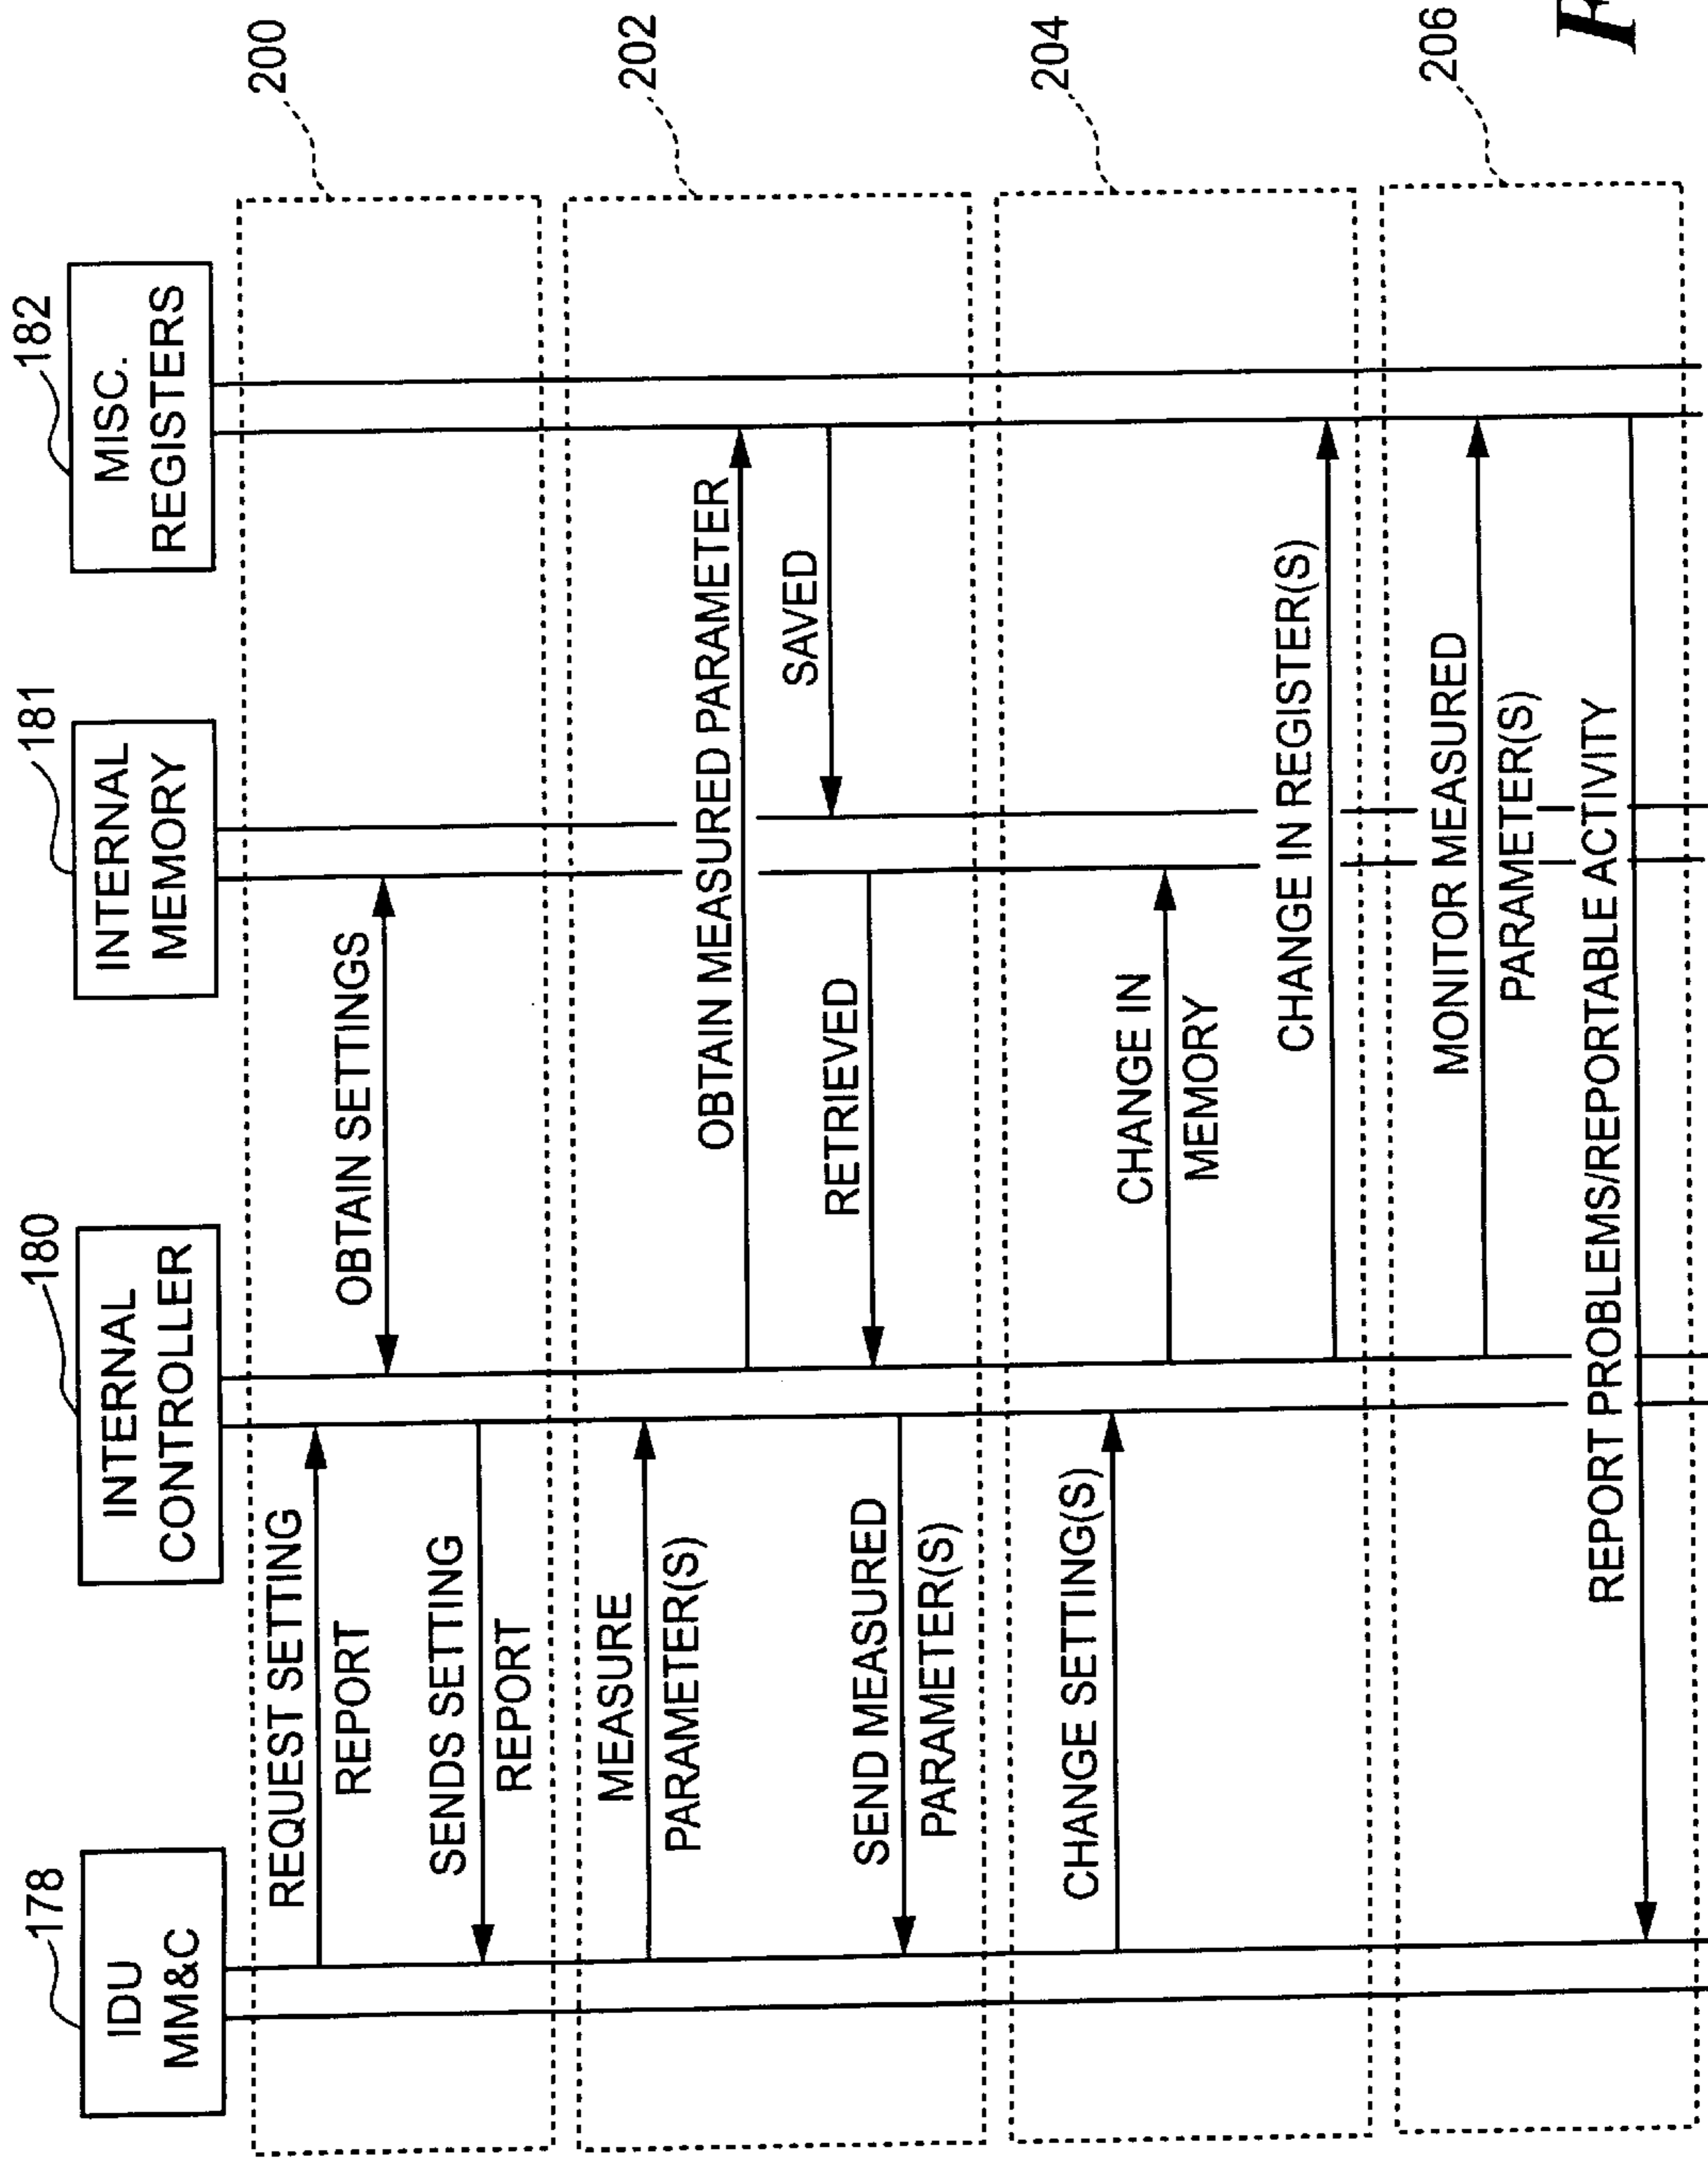 178
IDU
MM&C
180
INTERNAL
CONTROLLER
181
INTERNAL
MEMORY
182
MISC.
REGISTERS
200
REQUEST SETTING
REPORT
OBTAIN SETTINGS
SENDS SETTING
REPORT
202
MEASURE
PARAMETER(S)
OBTAIN MEASURED PARAMETER
SAVED
RETRIEVED
SEND MEASURED
PARAMETER(S)
204
CHANGE SETTING(S)
CHANGE IN
MEMORY
CHANGE IN REGISTER(S)
206
MONITOR MEASURED
PARAMETER(S)
REPORT PROBLEMS/REPORTABLE ACTIVITY